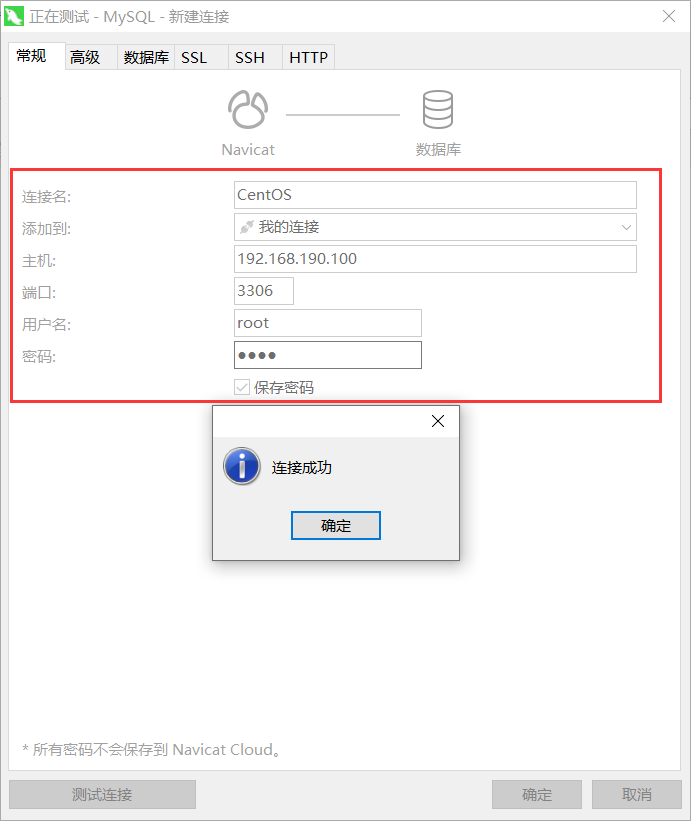 正在测试 - MySQL - 新建连接
常规 高级 数据库 SSL SSH HTTP
Navicat 数据库
连接名: CentOS
添加到: 我的连接
主机: 192.168.190.100
端口: 3306
用户名: root
密码: ●●●●
保存密码
连接成功
确定
* 所有密码不会保存到 Navicat Cloud。
测试连接 确定 取消